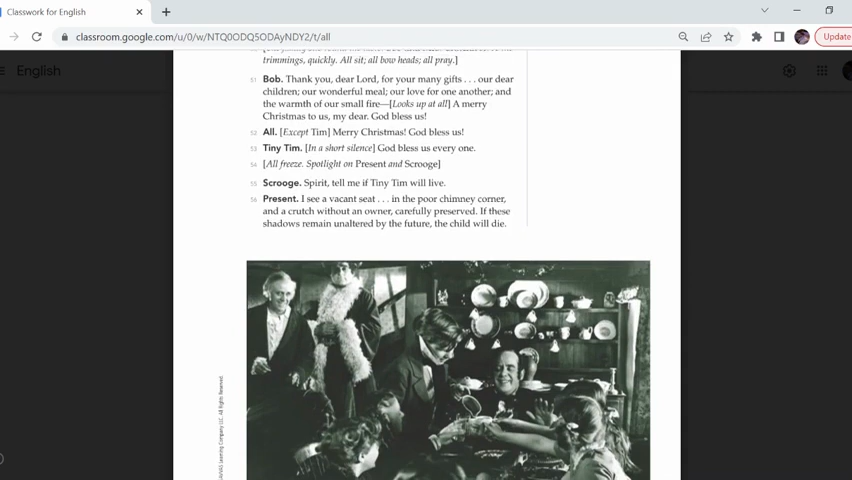 Classwork for English
classroom.google.com/u/0/w/NTQ0ODQ5ODAyNDY2/t/all
Update
English
trimmings, quickly. All sit; all bow heads; all pray.]
51 Bob. Thank you, dear Lord, for your many gifts . . . our dear
children; our wonderful meal; our love for one another; and
the warmth of our small fire—[Looks up at all] A merry
Christmas to us, my dear. God bless us!
52 All. [Except Tim] Merry Christmas! God bless us!
53 Tiny Tim. [In a short silence] God bless us every one.
54 [All freeze. Spotlight on Present and Scrooge]
55 Scrooge. Spirit, tell me if Tiny Tim will live.
56 Present. I see a vacant seat . . . in the poor chimney corner,
and a crutch without an owner, carefully preserved. If these
shadows remain unaltered by the future, the child will die.
Learning Company LLC. All Rights Reserved.